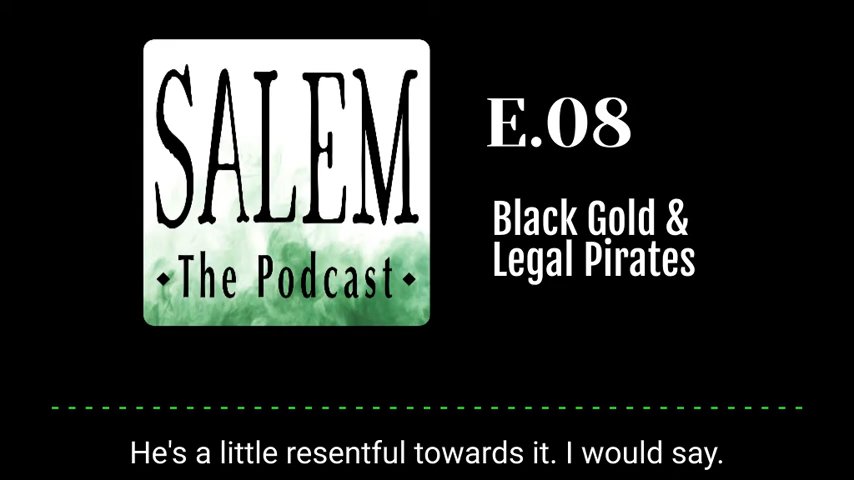 SALEM
The Podcast
E.08
Black Gold &
Legal Pirates
He's a little resentful towards it. I would say.